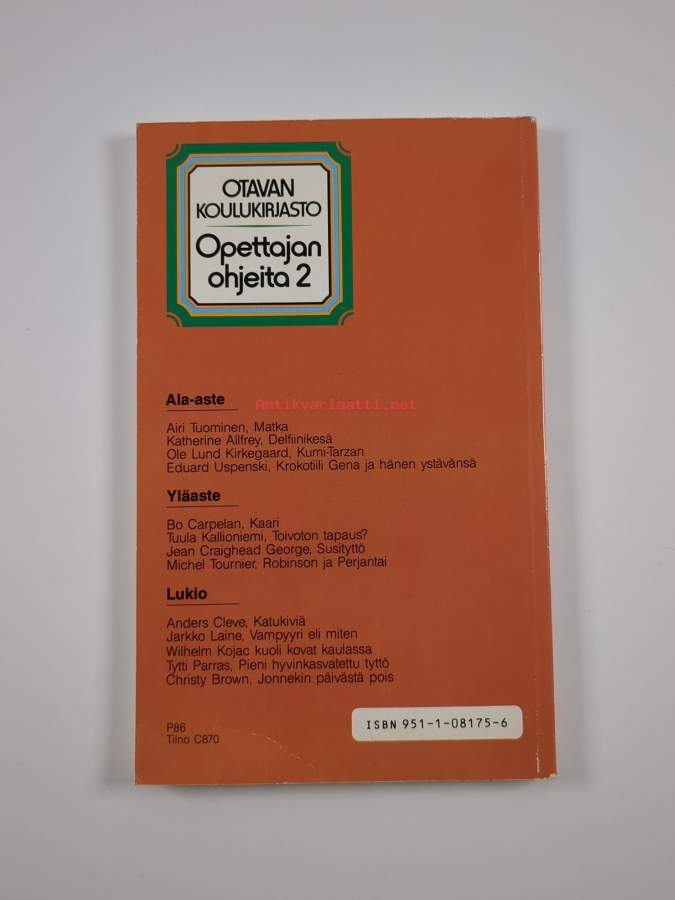 OTAVAN
KOULUKIRJASTO
Opettajan
ohjeita 2
Ala-aste
Antikvariaatti.net
Airi Tuominen, Matka
Katherine Allfrey, Delfiinikesä
Ole Lund Kirkegaard, Kumi-Tarzan
Eduard Uspenski, Krokotiili Gena ja hänen ystävänsä
Yläaste
Bo Carpelan, Kaari
Tuula Kallioniemi, Toivoton tapaus?
Jean Craighead George, Susityttö
Michel Tournier, Robinson ja Perjantai
Lukio
Anders Cleve, Katukiviä
Jarkko Laine, Vampyyri eli miten
Wilhelm Kojac kuoli kovat kaulassa
Tytti Parras, Pieni hyvinkasvatettu tyttö
Christy Brown, Jonnekin päivästä pois
P86
Tilno C870
ISBN 951-1-08175-6